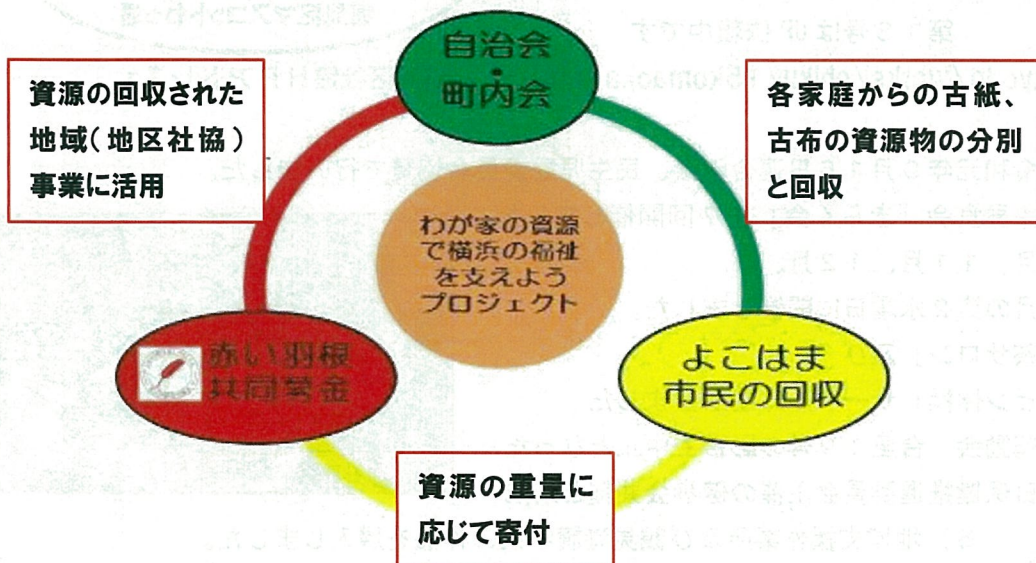 自治会
・
町内会
資源の回収された
地域(地区社協)
事業に活用
各家庭からの古紙、
古布の資源物の分別
と回収
わが家の資源
で横浜の福祉
を支えよう
プロジェクト
赤い羽根
共同募金
よこはま
市民の回収
資源の重量に
応じて寄付